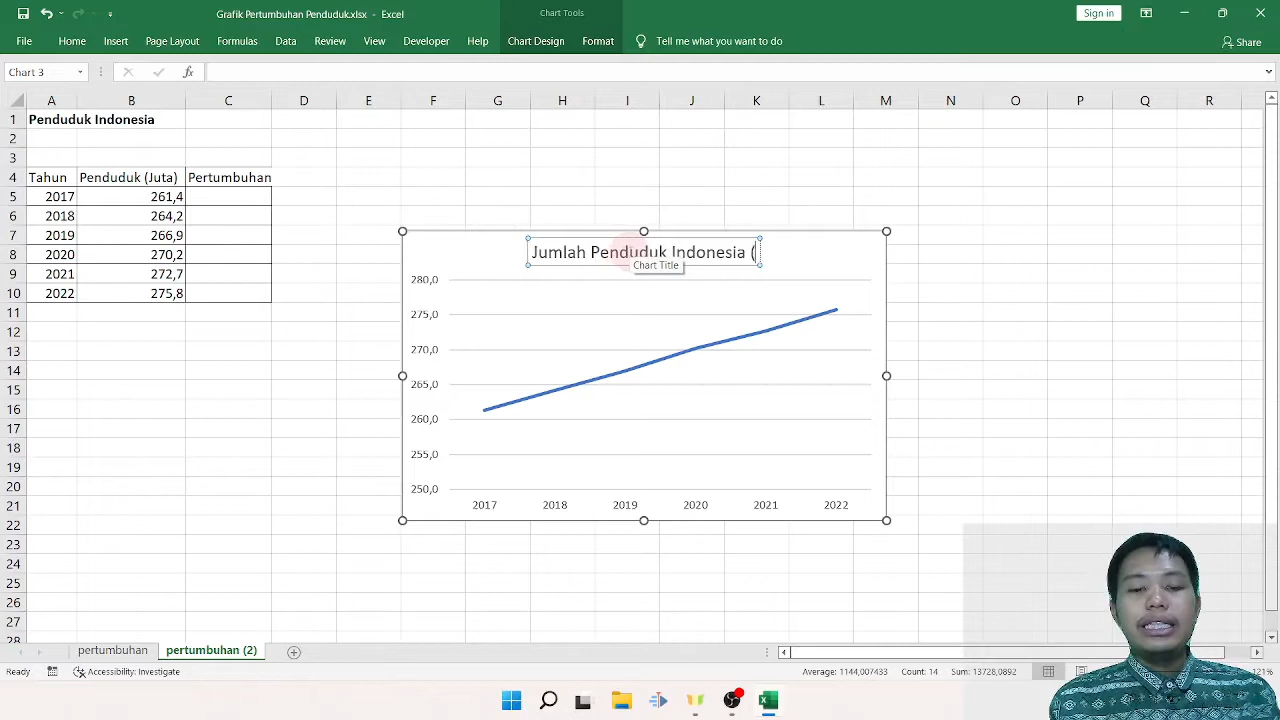 Grafik Pertumbuhan Penduduk.xlsx - Excel
Chart Tools
Sign in
File Home Insert Page Layout Formulas Data Review View Developer Help Chart Design Format Tell me what you want to do Share
Chart 3 fx
A B C D E F G H I J K L M N O P Q R
1 Penduduk Indonesia
2
3
4 Tahun Penduduk (Juta) Pertumbuhan
5 2017 261,4
6 2018 264,2
7 2019 266,9
8 2020 270,2
9 2021 272,7
10 2022 275,8
11
12
13
14
15
16
17
18
19
20
21
22
23
24
25
26
27
28
Jumlah Penduduk Indonesia (
Chart Title
280,0
275,0
270,0
265,0
260,0
255,0
250,0
2017 2018 2019 2020 2021 2022
pertumbuhan pertumbuhan (2)
Ready Accessibility: Investigate Average: 1144,007433 Count: 14 Sum: 13728,0892 121%